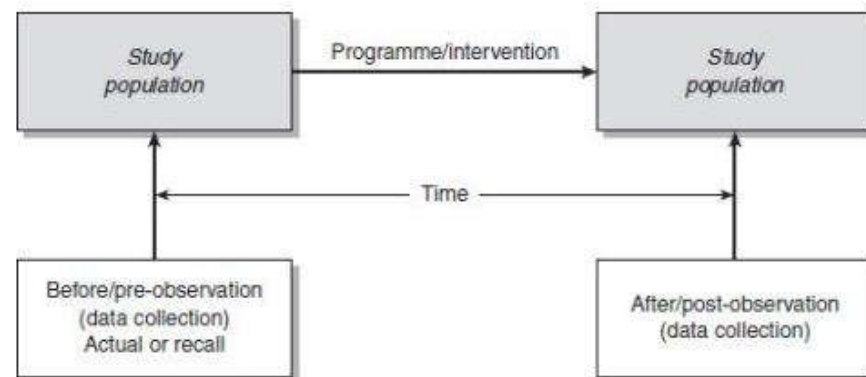 Study
population
Programme/intervention
Study
population
Time
Before/pre-observation
(data collection)
Actual or recall
After/post-observation
(data collection)